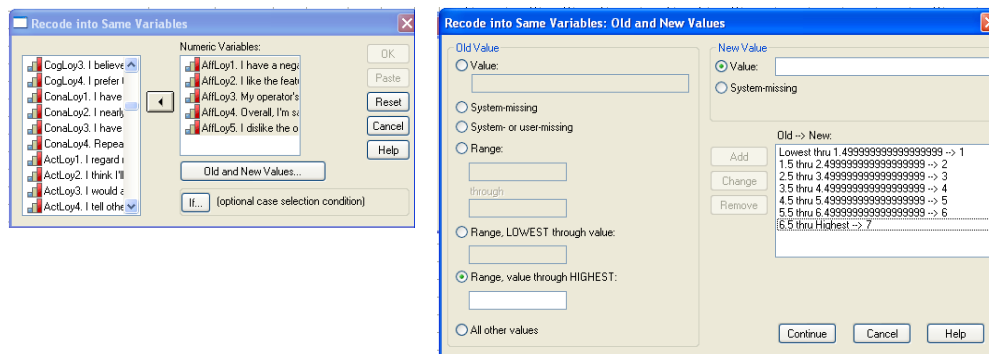 Recode into Same Variables
Numeric Variables:
CogLoy3. I believe
CogLoy4. I prefer
ConaLoy1. I have
ConaLoy2. I nearly
ConaLoy3. I have
ConaLoy4. Repea
ActLoy1. I regard
ActLoy2. I think I'll
ActLoy3. I would a
ActLoy4. I tell othe
AffLoy1. I have a nega
AffLoy2. I like the featu
AffLoy3. My operator's
AffLoy4. Overall, I'm sa
AffLoy5. I dislike the o
OK
Paste
Reset
Cancel
Help
Old and New Values...
If... (optional case selection condition)
Recode into Same Variables: Old and New Values
Old Value
Value:
System-missing
System- or user-missing
Range:
through
Range, LOWEST through value:
Range, value through HIGHEST:
All other values
New Value
Value:
System-missing
Old --> New:
Add
Change
Remove
Lowest thru 1.499999999999999999 --> 1
1.5 thru 2.499999999999999999 --> 2
2.5 thru 3.499999999999999999 --> 3
3.5 thru 4.499999999999999999 --> 4
4.5 thru 5.499999999999999999 --> 5
5.5 thru 6.499999999999999999 --> 6
6.5 thru Highest --> 7
Continue
Cancel
Help